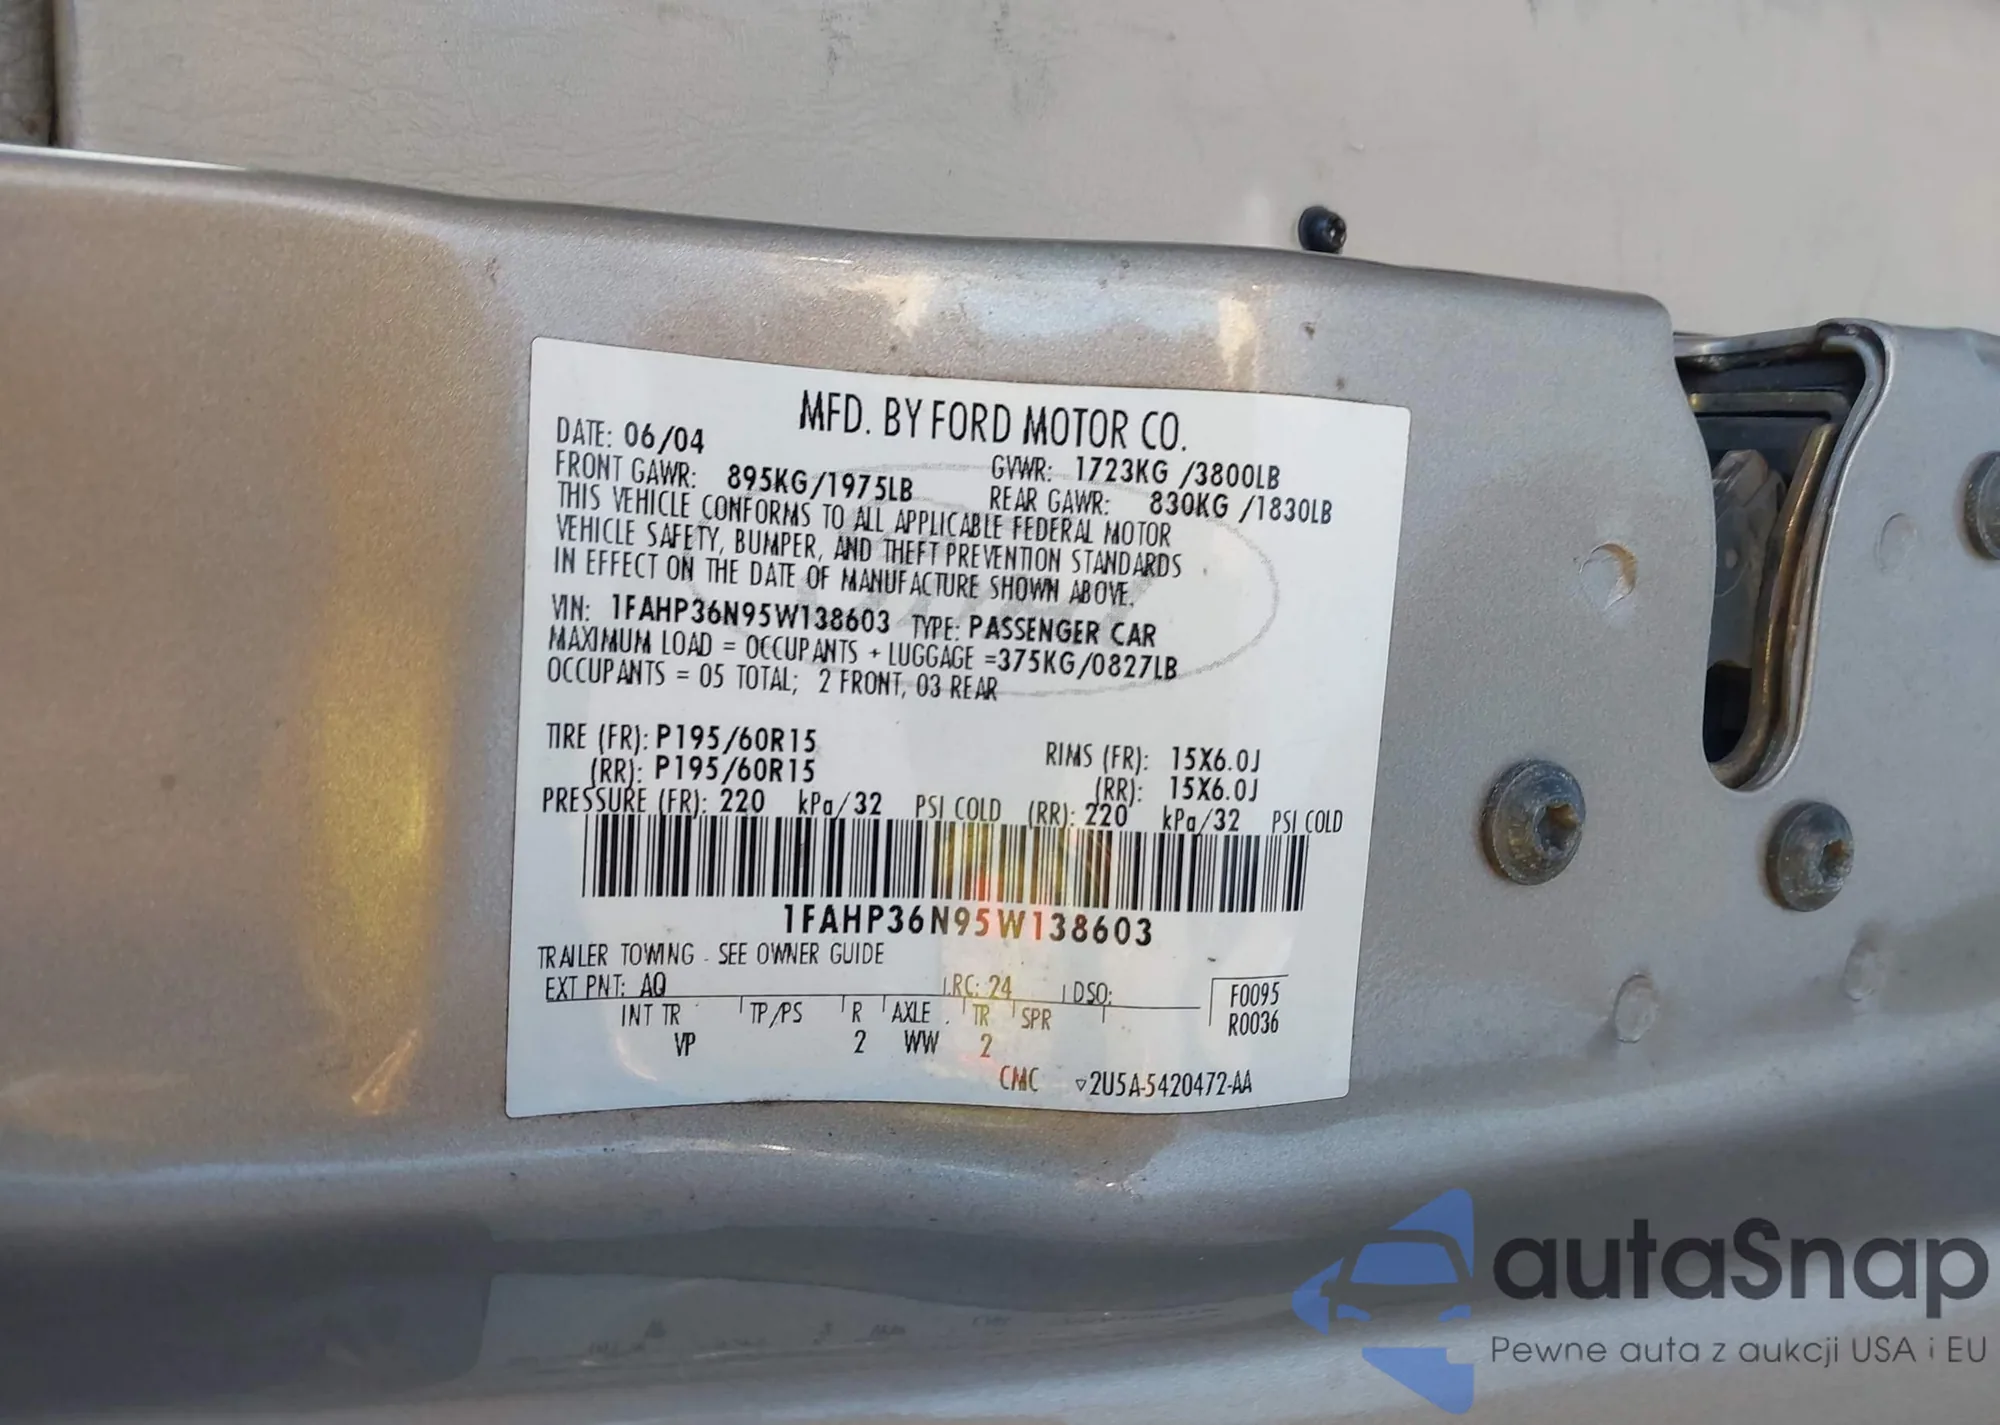 MFD. BY FORD MOTOR CO.
DATE: 06/04
GVWR: 1723KG /3800LB
FRONT GAWR: 895KG/1975LB
REAR GAWR: 830KG /1830LB
THIS VEHICLE CONFORMS TO ALL APPLICABLE FEDERAL MOTOR
VEHICLE SAFETY, BUMPER, AND THEFT PREVENTION STANDARDS
IN EFFECT ON THE DATE OF MANUFACTURE SHOWN ABOVE.
VIN: 1FAHP36N95W138603 TYPE: PASSENGER CAR
MAXIMUM LOAD = OCCUPANTS + LUGGAGE =375KG/0827LB
OCCUPANTS = 05 TOTAL; 2 FRONT, 03 REAR
TIRE (FR): P195/60R15 RIMS (FR): 15X6.0J
(RR): P195/60R15 (RR): 15X6.0J
PRESSURE (FR): 220 kPa/32 PSI COLD (RR): 220 kPa/32 PSI COLD
1FAHP36N95W138603
TRAILER TOWING - SEE OWNER GUIDE
EXT PNT: AQ RC: 24 DSO: F0095
INT TR TP/PS R AXLE TR SPR R0036
VP 2 WW 2
CMC ▽2U5A-5420472-AA
autaSnap
Pewne auta z aukcji USA i EU